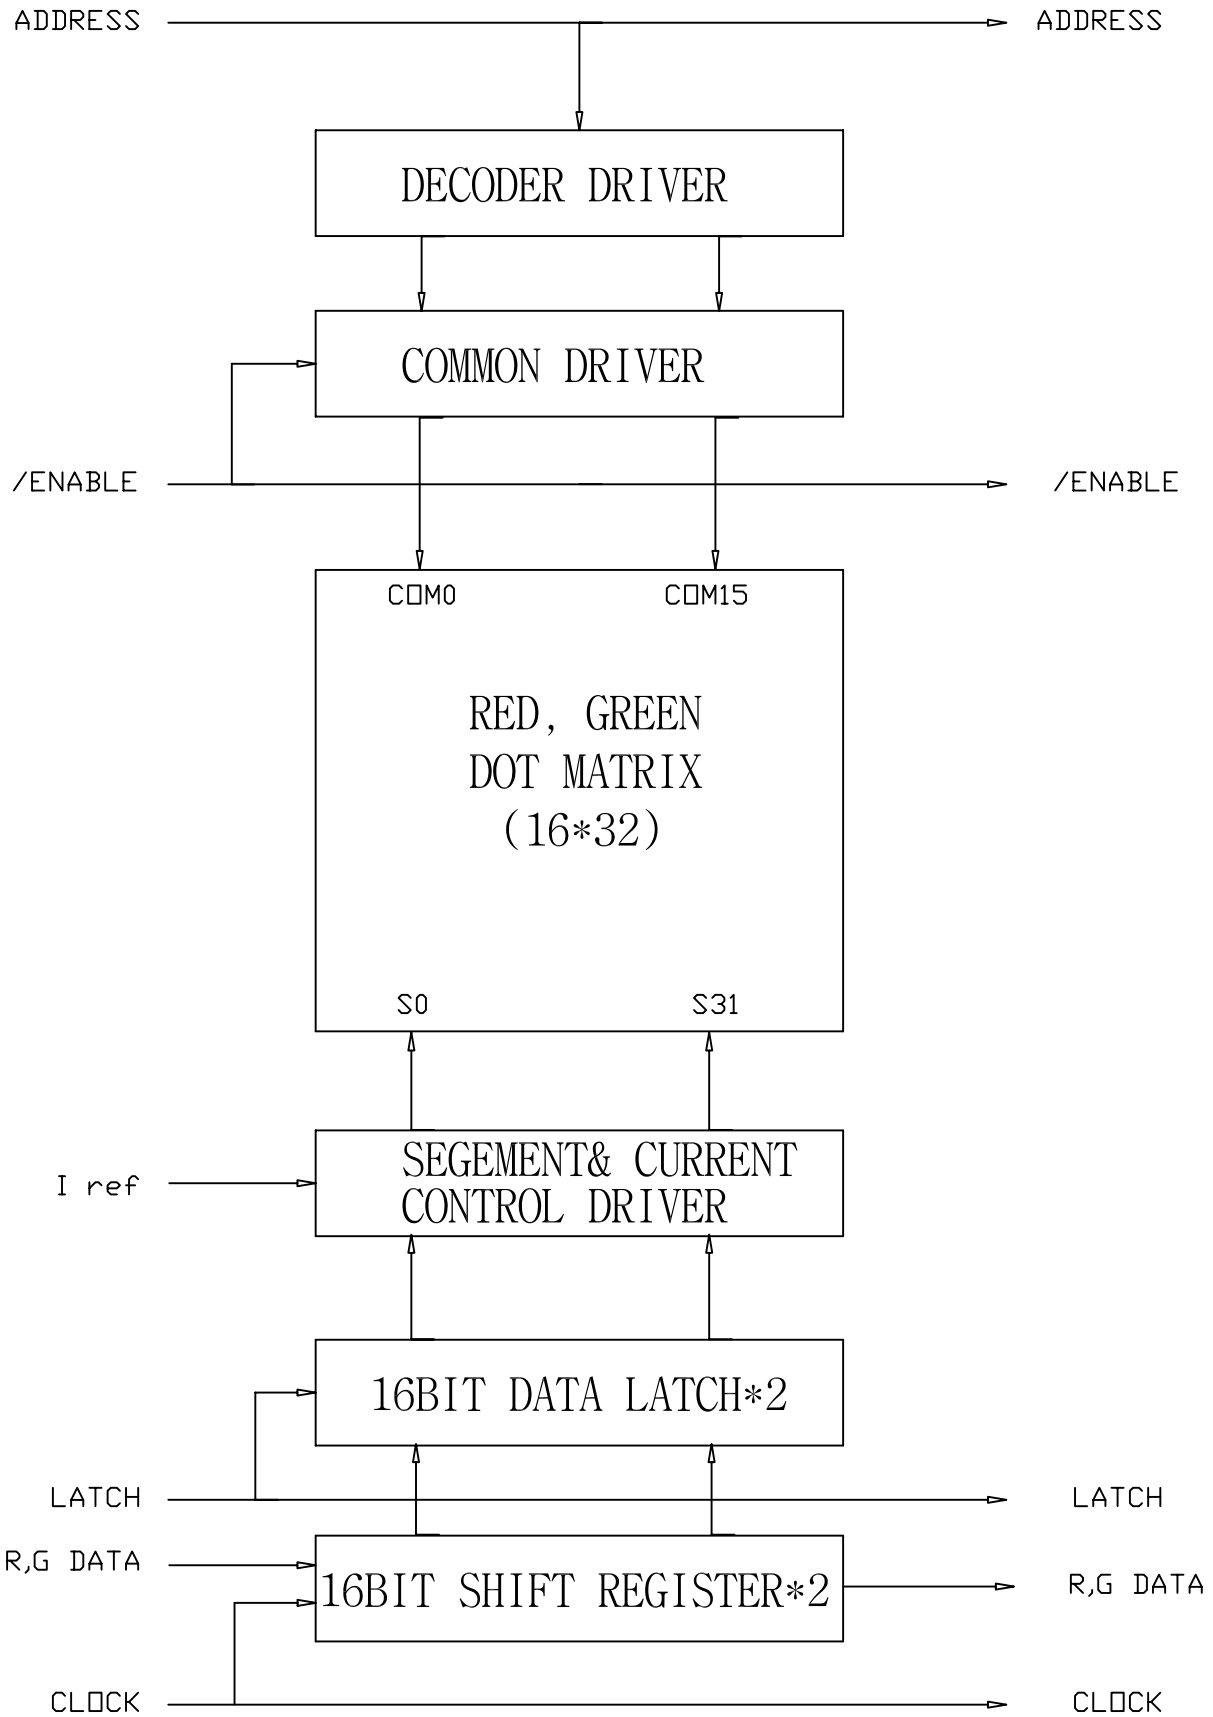 ADDRESS ADDRESS
DECODER DRIVER
COMMON DRIVER
/ENABLE /ENABLE
COM0 COM15
RED, GREEN
DOT MATRIX
(16*32)
S0 S31
SEGEMENT& CURRENT
I ref
CONTROL DRIVER
16BIT DATA LATCH*2
LATCH LATCH
R,G DATA
16BIT SHIFT REGISTER*2
R,G DATA
CLOCK CLOCK